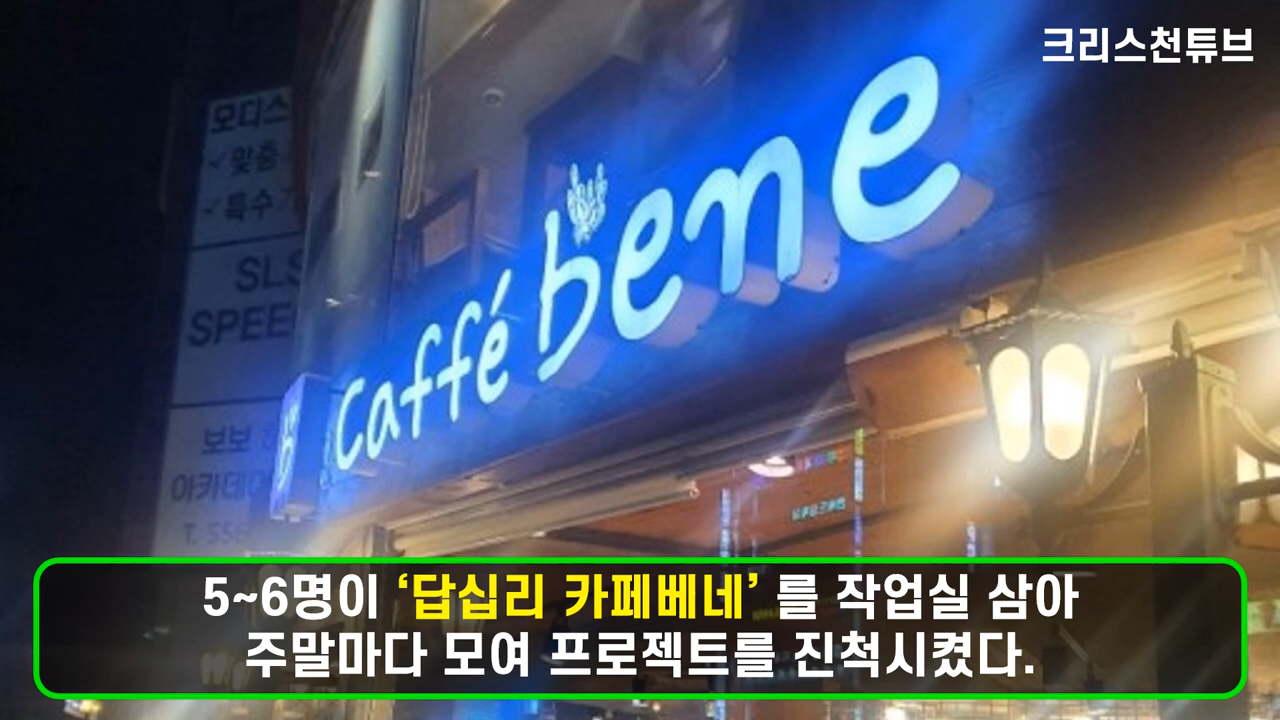 크리스천튜브
모디스
✓맞춤
✓특수
SLS
SPEE
보보
아카데미
T. 556
caffé bene
5~6명이 ‘답십리 카페베네’ 를 작업실 삼아
주말마다 모여 프로젝트를 진척시켰다.